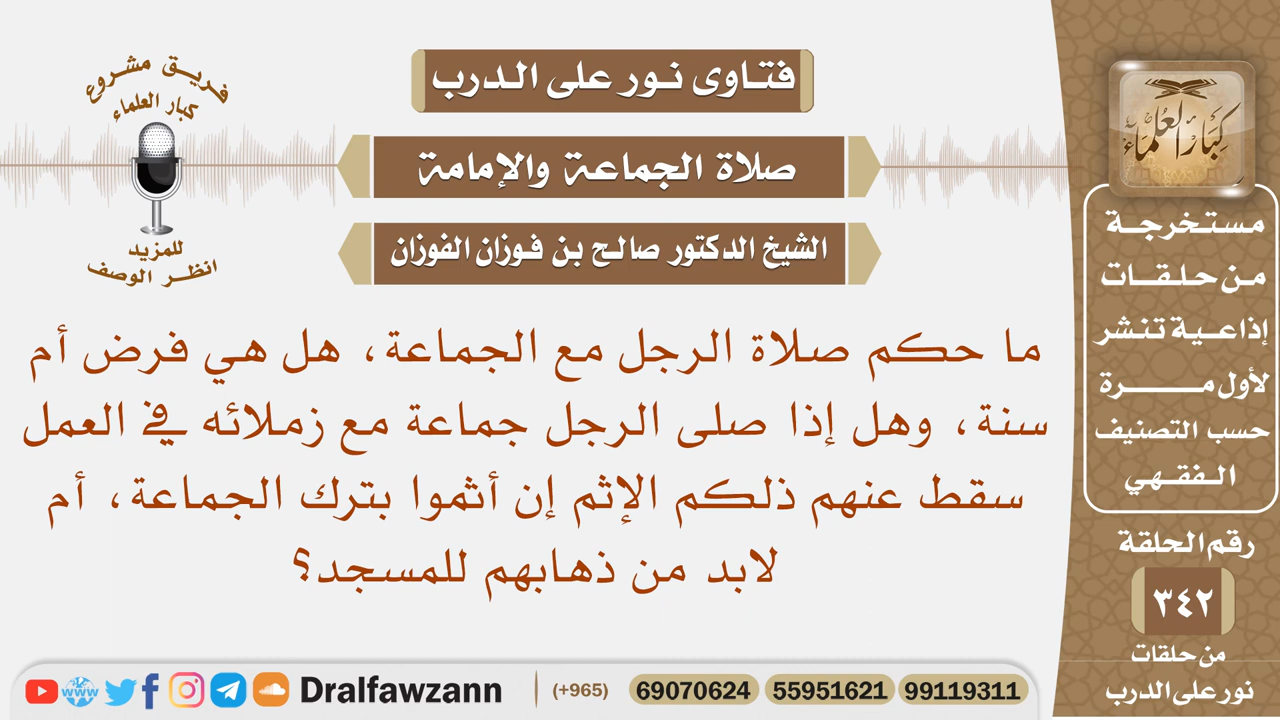 فتاوى نور على الدرب
صلاة الجماعة والإمامة
الشيخ الدكتور صالح بن فوزان الفوزان
فريق مشروع
كبار العلماء
للمزيد
انظر الوصف
ما حكم صلاة الرجل مع الجماعة، هل هي فرض أم
سنة، وهل إذا صلى الرجل جماعة مع زملائه في العمل
سقط عنهم ذلكم الإثم إن أثموا بترك الجماعة، أم
لابد من ذهابهم للمسجد؟
كبار العلماء
مستخرجة
من حلقات
إذاعية تنشر
لأول مرة
حسب التصنيف
الفقهي
رقم الحلقة
٣٤٢
من حلقات
نور على الدرب
www Dralfawzann (+965) 69070624 55951621 99119311